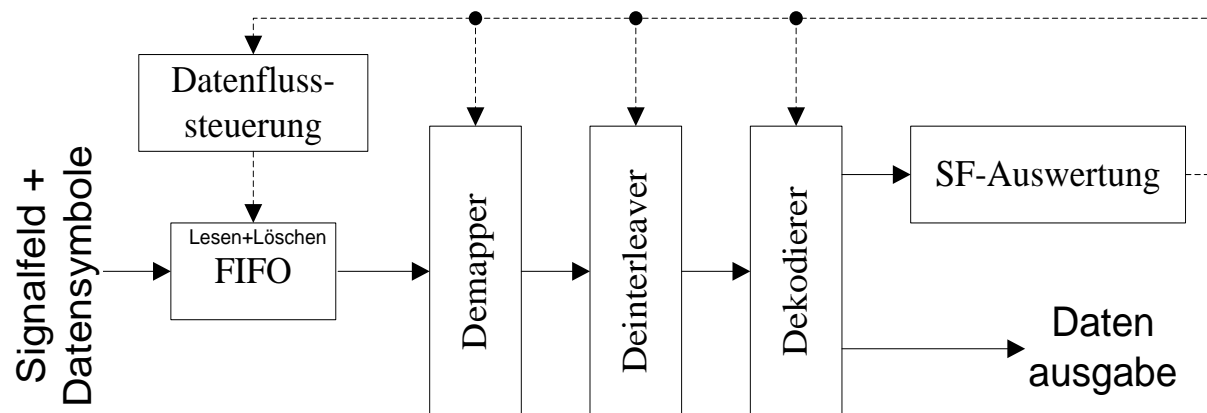 Datenfluss-
steuerung
Signalfeld +
Datensymbole
Lesen+Löschen
FIFO
Demapper
Deinterleaver
Dekodierer
SF-Auswertung
Daten
ausgabe